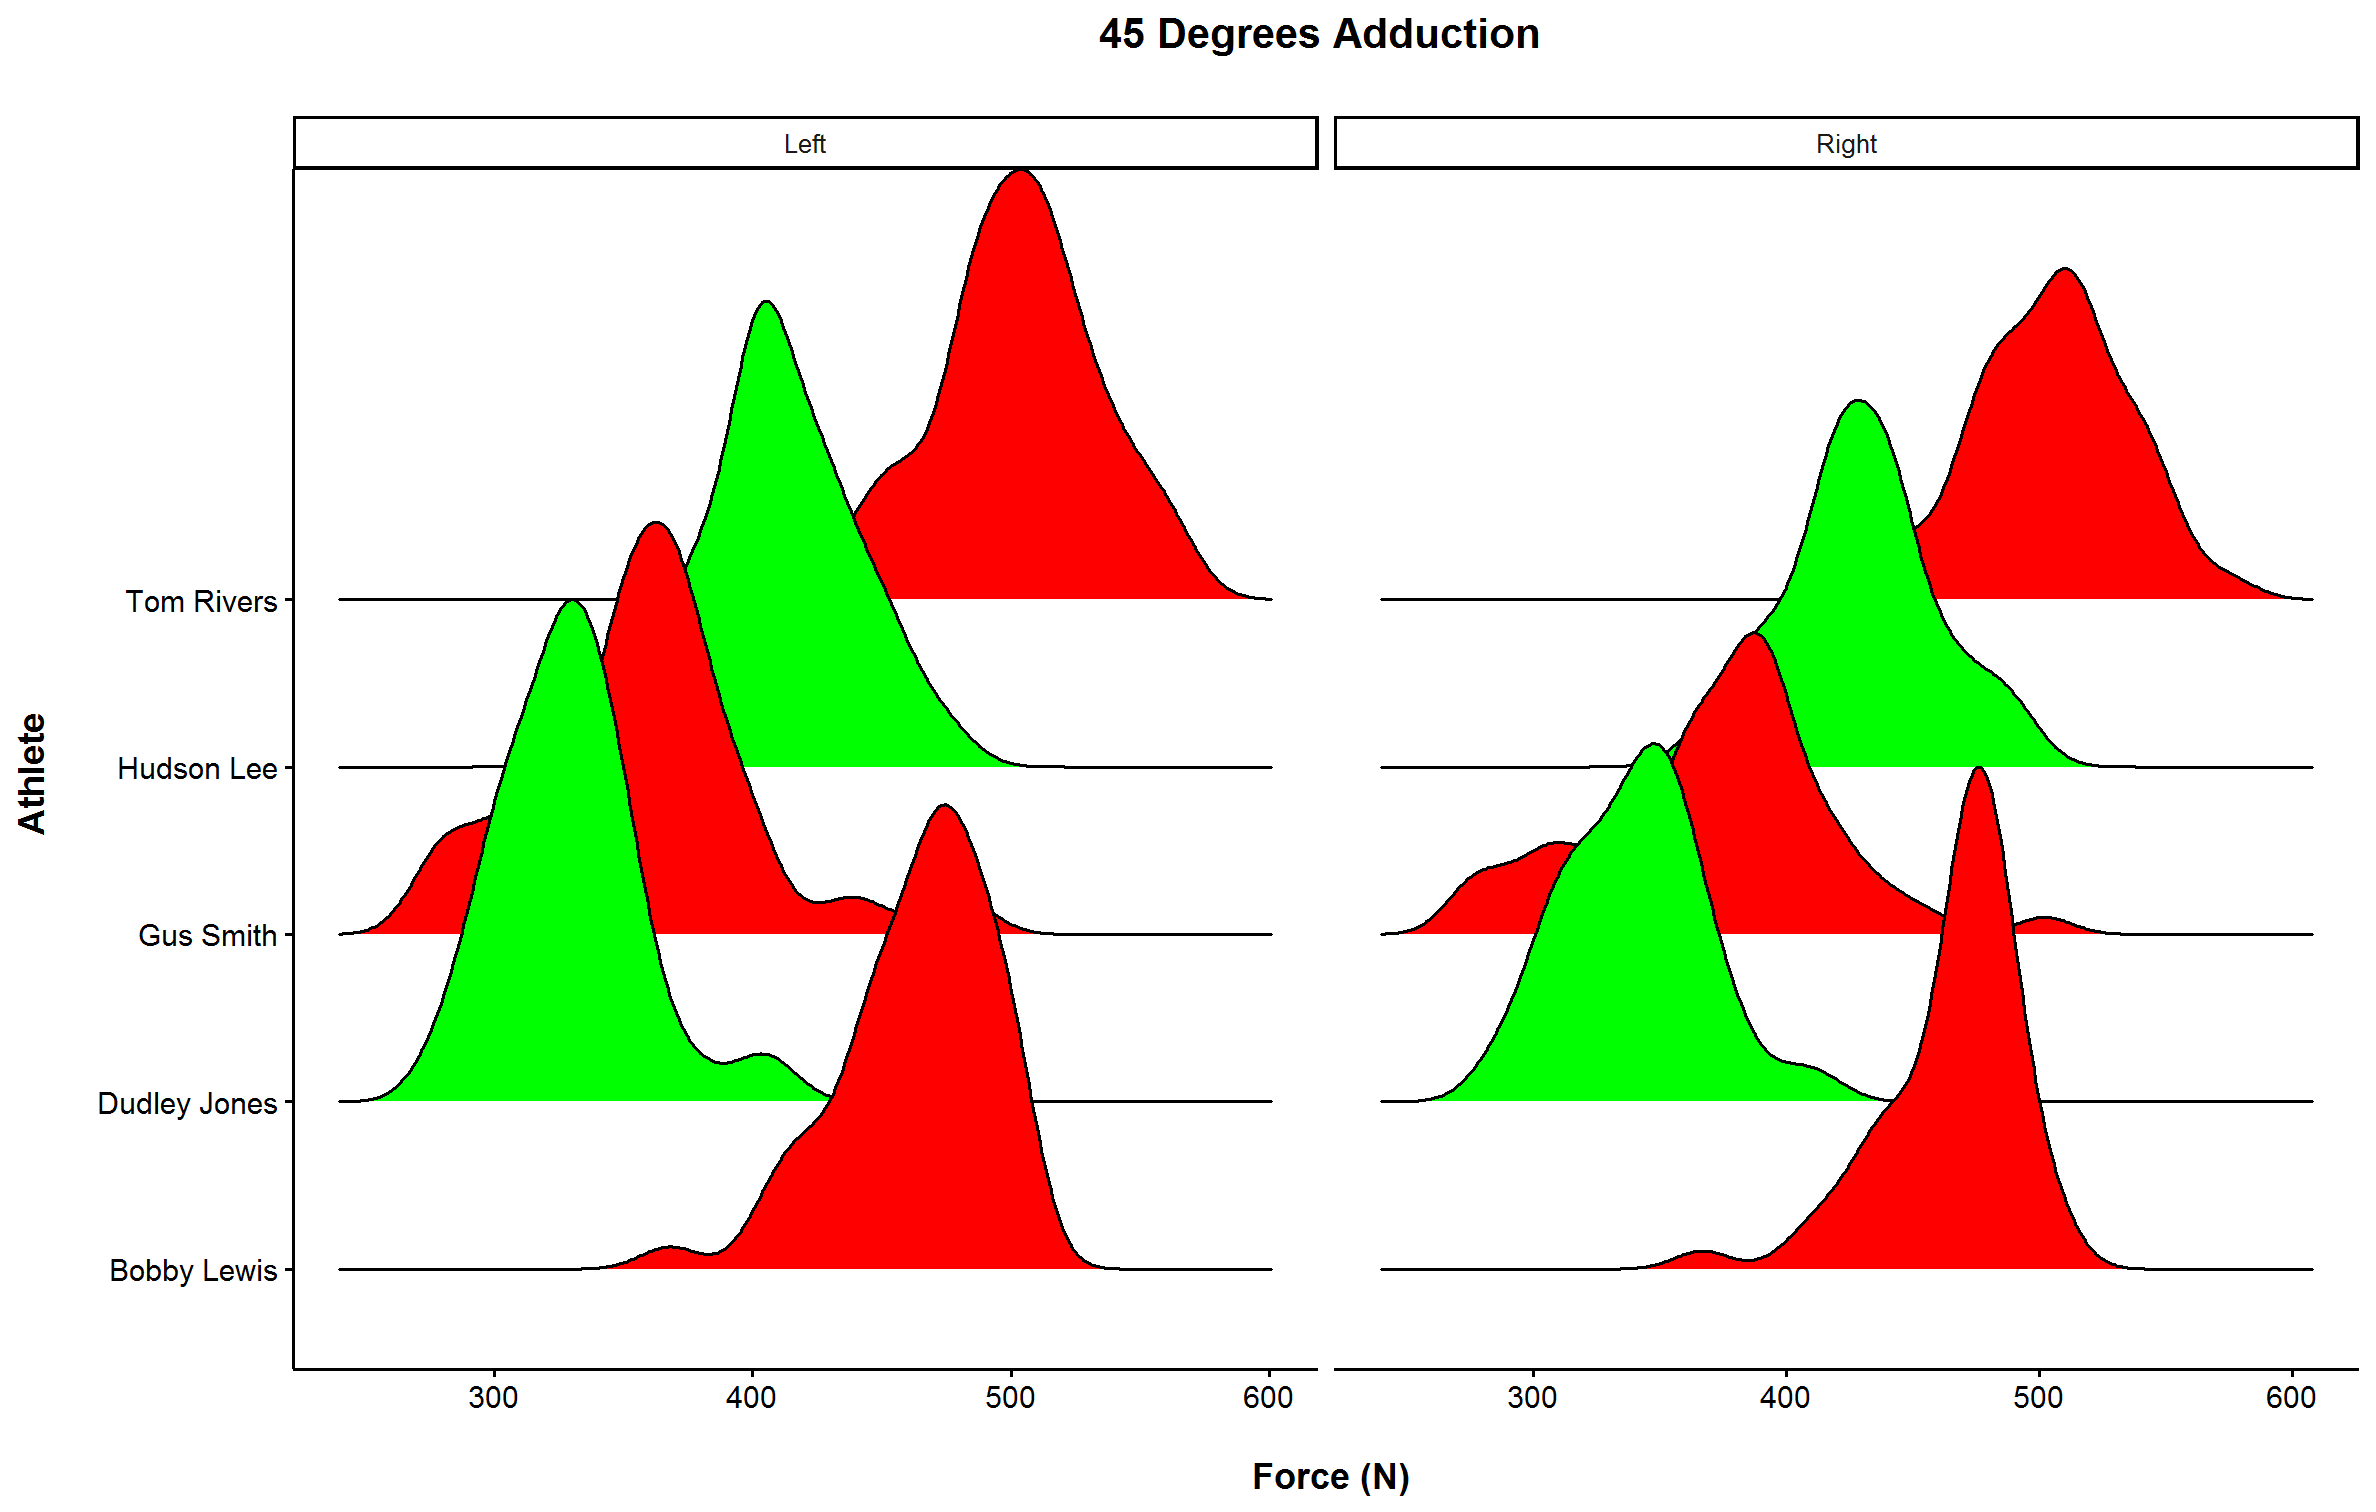 45 Degrees Adduction
Left
Right
Athlete
Tom Rivers
Hudson Lee
Gus Smith
Dudley Jones
Bobby Lewis
300 400 500 600
300 400 500 600
Force (N)